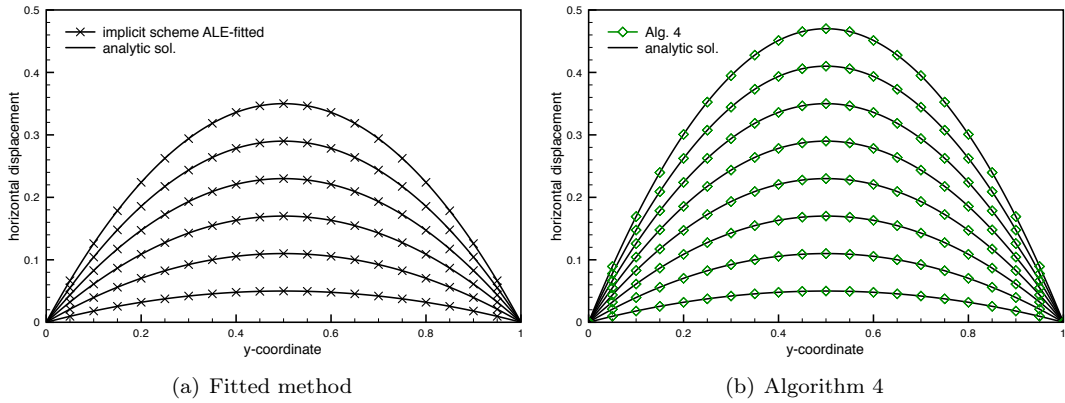 0.5
0.4
0.3
0.2
0.1
0
horizontal displacement
implicit scheme ALE-fitted
analytic sol.
0 0.2 0.4 0.6 0.8 1
y-coordinate
(a) Fitted method
0.5
0.4
0.3
0.2
0.1
0
horizontal displacement
Alg. 4
analytic sol.
0 0.2 0.4 0.6 0.8 1
y-coordinate
(b) Algorithm 4